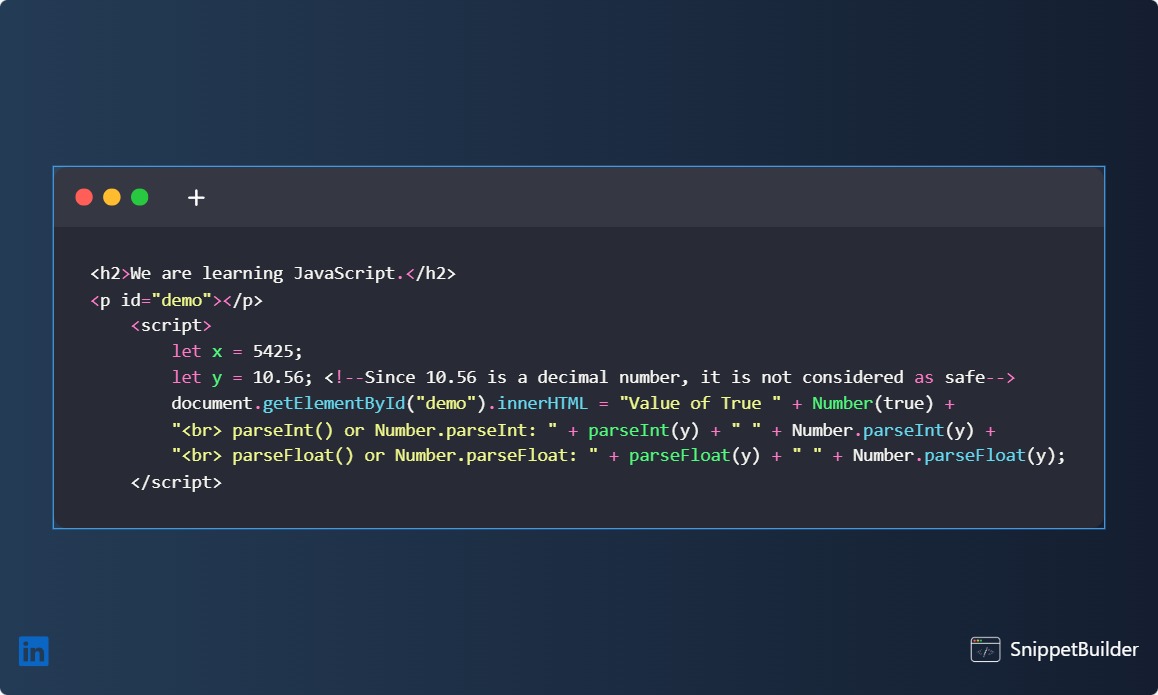 +
<h2>We are learning JavaScript.</h2>
<p id="demo"></p>
    <script>
        let x = 5425;
        let y = 10.56; <!--Since 10.56 is a decimal number, it is not considered as safe-->
        document.getElementById("demo").innerHTML = "Value of True " + Number(true) +
        "<br> parseInt() or Number.parseInt: " + parseInt(y) + " " + Number.parseInt(y) +
        "<br> parseFloat() or Number.parseFloat: " + parseFloat(y) + " " + Number.parseFloat(y);
    </script>
in
</> SnippetBuilder